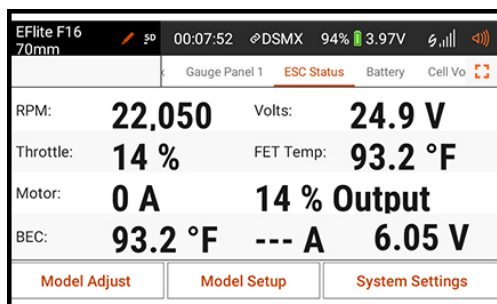 EFlite F16 70mm SD 00:07:52 DSMX 94% 3.97V
Gauge Panel 1 ESC Status Battery Cell Vo
RPM: 22,050 Volts: 24.9 V
Throttle: 14 % FET Temp: 93.2 °F
Motor: 0 A 14 % Output
BEC: 93.2 °F --- A 6.05 V
Model Adjust Model Setup System Settings